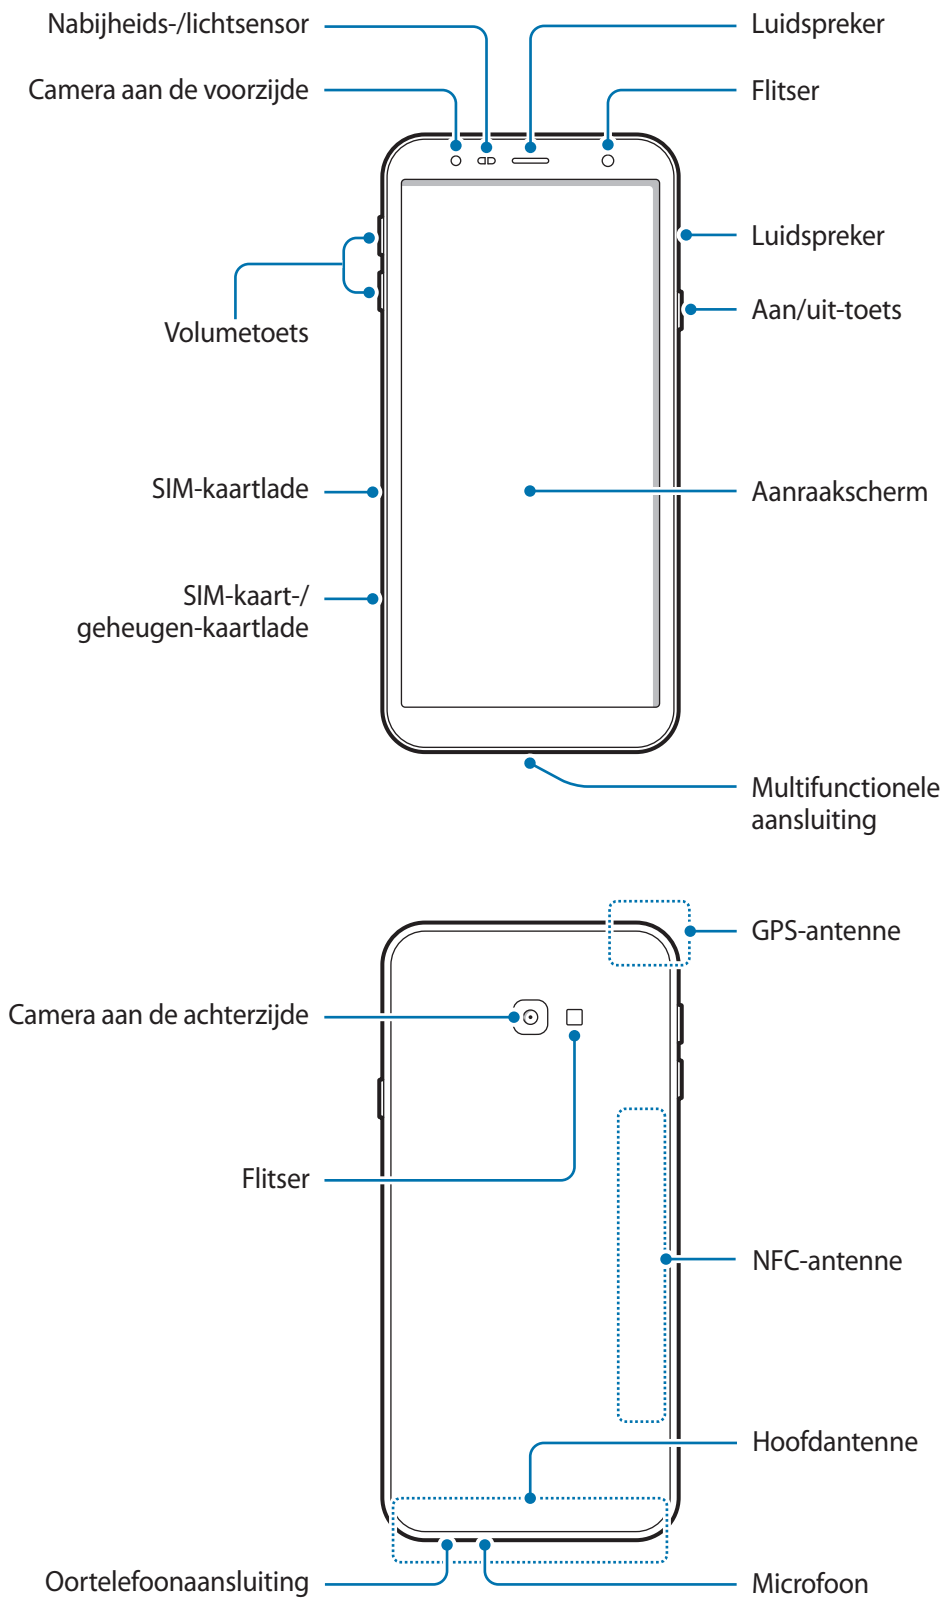 Nabijheids-/lichtsensor
Luidspreker
Camera aan de voorzijde
Flitser
Luidspreker
Aan/uit-toets
Volumetoets
SIM-kaartlade
Aanraakscherm
SIM-kaart-/
geheugen-kaartlade
Multifunctionele
aansluiting
GPS-antenne
Camera aan de achterzijde
Flitser
NFC-antenne
Hoofdantenne
Oortelefoonaansluiting
Microfoon